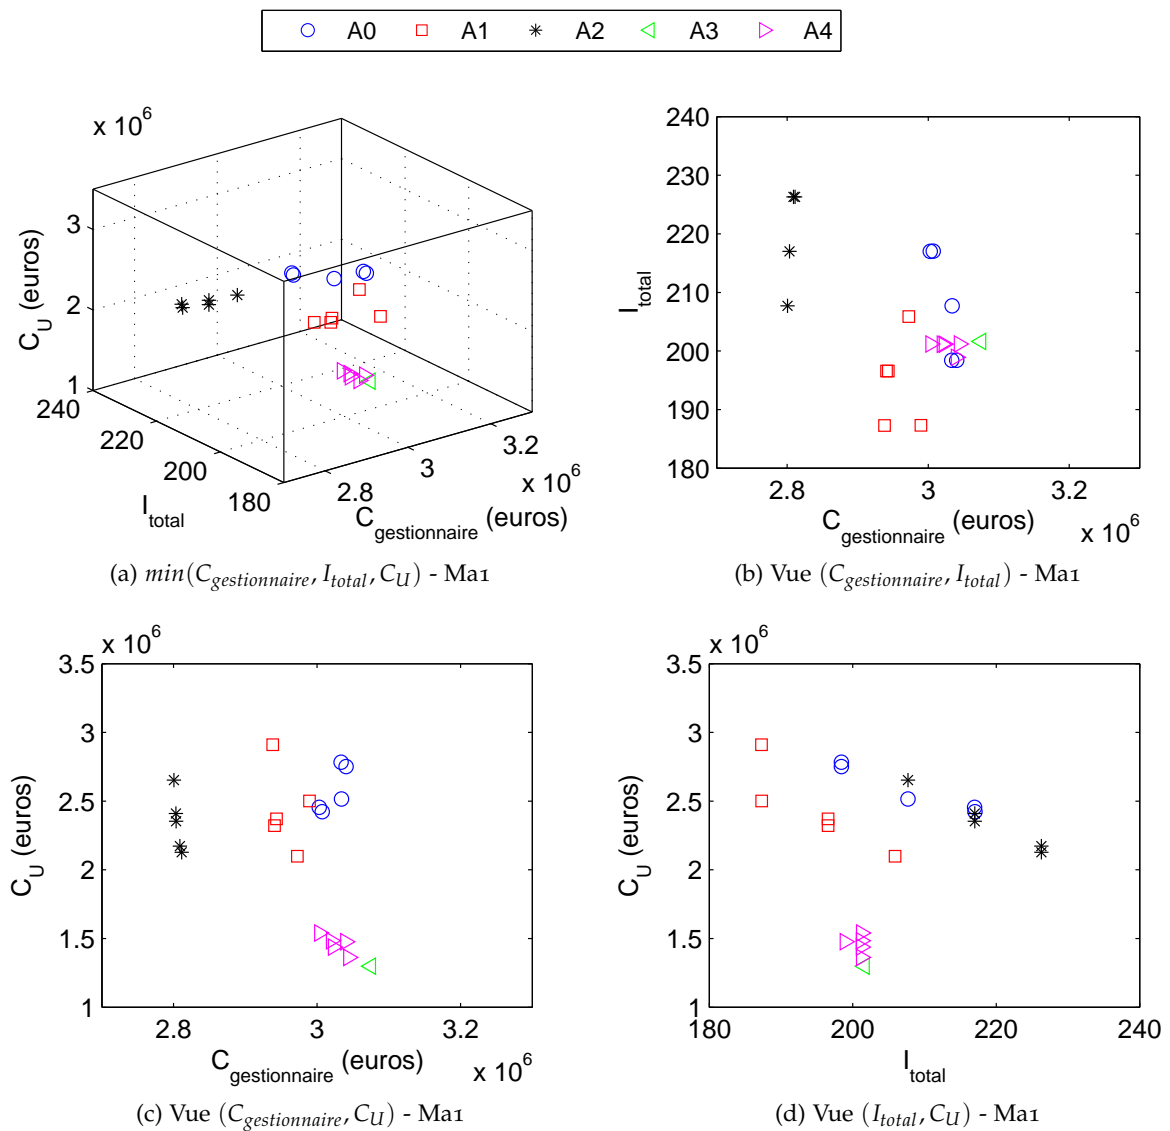 A0 A1 A2 A3 A4
x 10^6
3
2
1
C_U (euros)
240
220
200
180
I_total
2.8
3
3.2
x 10^6
C_gestionnaire (euros)
(a) min(C_gestionnaire, I_total, C_U) - Ma1
240
230
220
210
200
190
180
I_total
2.8 3 3.2
C_gestionnaire (euros)
x 10^6
(b) Vue (C_gestionnaire, I_total) - Ma1
x 10^6
3.5
3
2.5
2
1.5
1
C_U (euros)
2.8 3 3.2
C_gestionnaire (euros)
x 10^6
(c) Vue (C_gestionnaire, C_U) - Ma1
x 10^6
3.5
3
2.5
2
1.5
1
C_U (euros)
180 200 220 240
I_total
(d) Vue (I_total, C_U) - Ma1